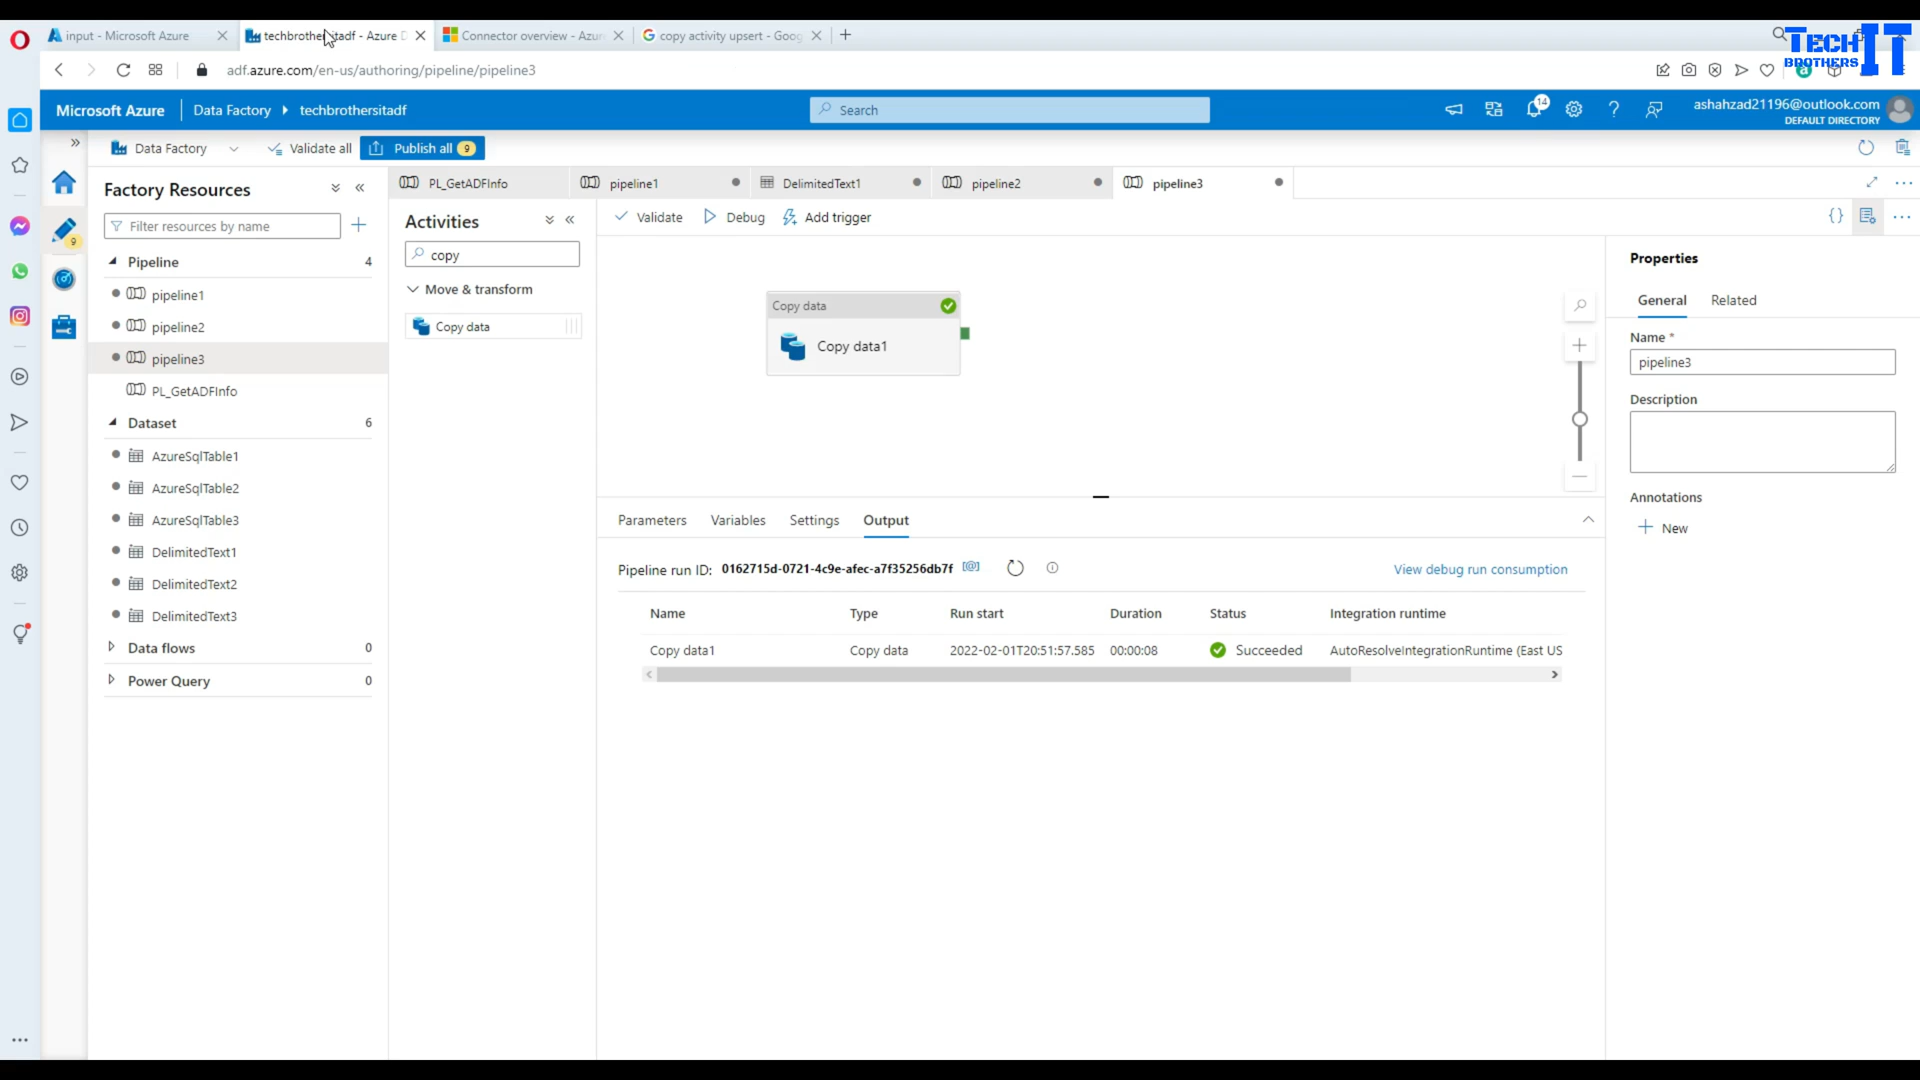 input - Microsoft Azure
techbrothersitadf - Azure D
Connector overview - Azur
copy activity upsert - Goog
TECH IT
BROTHERS
adf.azure.com/en-us/authoring/pipeline/pipeline3
Microsoft Azure
Data Factory
techbrothersitadf
Search
14
ashahzad21196@outlook.com
DEFAULT DIRECTORY
Data Factory
Validate all
Publish all
9
Factory Resources
PL_GetADFInfo
pipeline1
DelimitedText1
pipeline2
pipeline3
Filter resources by name
Activities
Validate
Debug
Add trigger
9
Pipeline
4
copy
Properties
pipeline1
Move & transform
General
Related
pipeline2
Copy data
Copy data
Copy data1
Name *
pipeline3
pipeline3
PL_GetADFInfo
Description
Dataset
6
AzureSqlTable1
AzureSqlTable2
AzureSqlTable3
DelimitedText1
DelimitedText2
DelimitedText3
Annotations
New
Parameters
Variables
Settings
Output
Pipeline run ID:
0162715d-0721-4c9e-afec-a7f35256db7f
View debug run consumption
Name
Type
Run start
Duration
Status
Integration runtime
Copy data1
Copy data
2022-02-01T20:51:57.585
00:00:08
Succeeded
AutoResolveIntegrationRuntime (East US
Data flows
0
Power Query
0